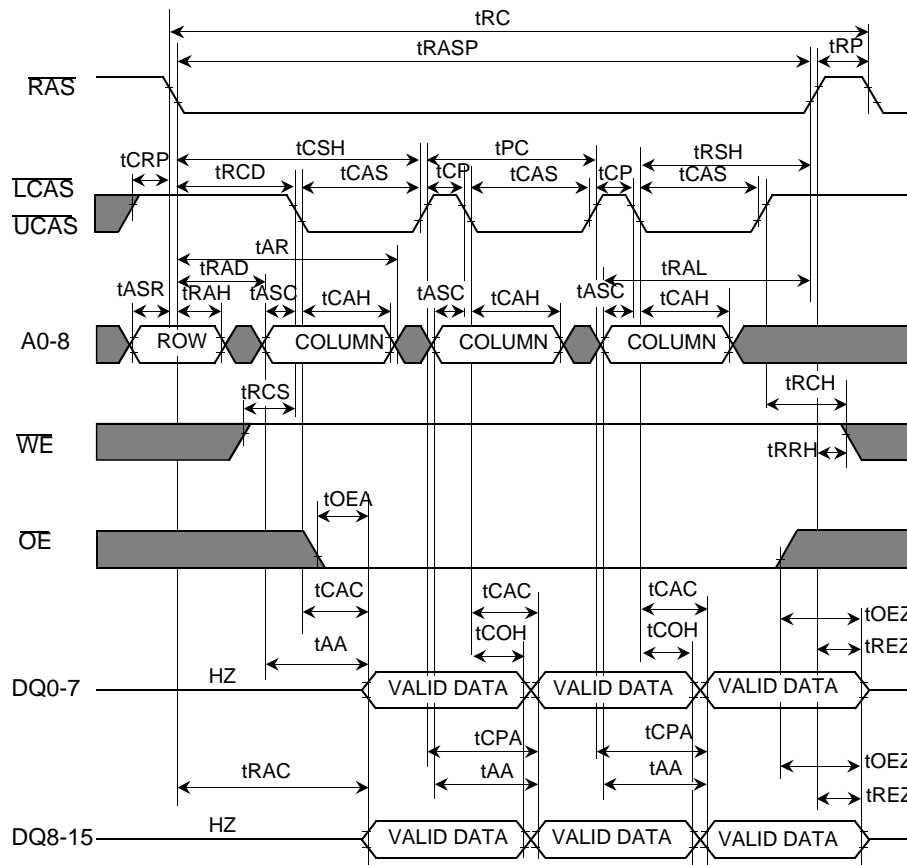 tRC
tRASP tRP
RAS
tCSH tPC tRSH
tCRP tRCD tCAS tCP tCAS tCP tCAS
LCAS
UCAS
tAR
tRAD tRAL
tASR tRAH tASC tCAH tASC tCAH tASC tCAH
A0-8 ROW COLUMN COLUMN COLUMN
tRCS tRCH
WE
tRRH
tOEA
OE
tCAC tCAC tCAC
tOEZ
tCOH tCOH
tAA tREZ
HZ
DQ0-7 VALID DATA VALID DATA VALID DATA
tCPA tCPA
tOEZ
tRAC tAA tAA
tREZ
HZ
DQ8-15 VALID DATA VALID DATA VALID DATA